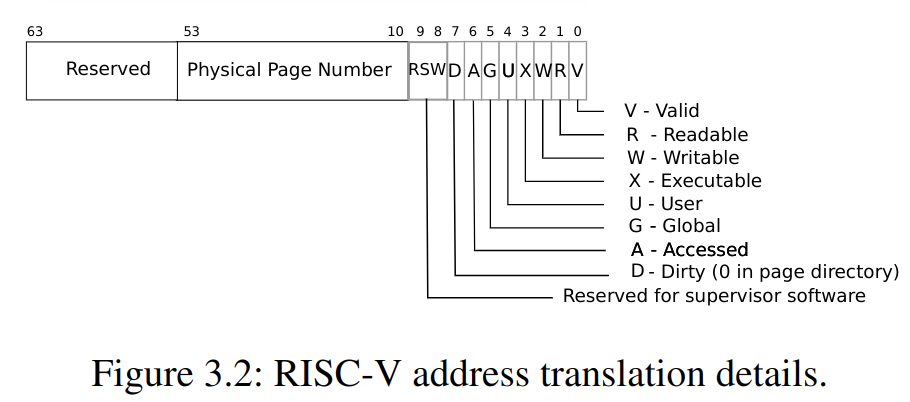 63 53 10 9 8 7 6 5 4 3 2 1 0
Reserved Physical Page Number RSW D A G U X W R V
V - Valid
R - Readable
W - Writable
X - Executable
U - User
G - Global
A - Accessed
D - Dirty (0 in page directory)
Reserved for supervisor software
Figure 3.2: RISC-V address translation details.